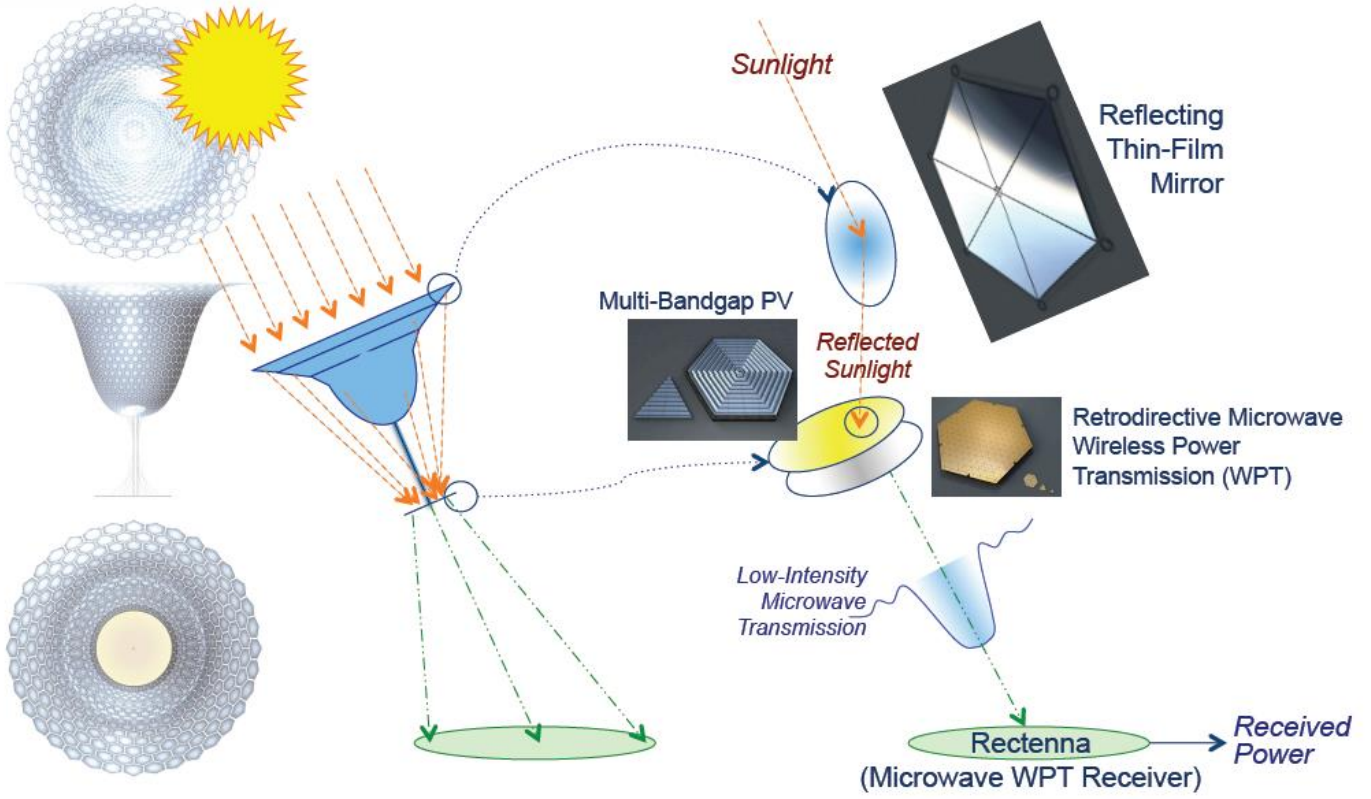 Sunlight
Reflecting
Thin-Film
Mirror
Multi-Bandgap PV
Reflected
Sunlight
Retrodirective Microwave
Wireless Power
Transmission (WPT)
Low-Intensity
Microwave
Transmission
Rectenna
(Microwave WPT Receiver)
Received
Power